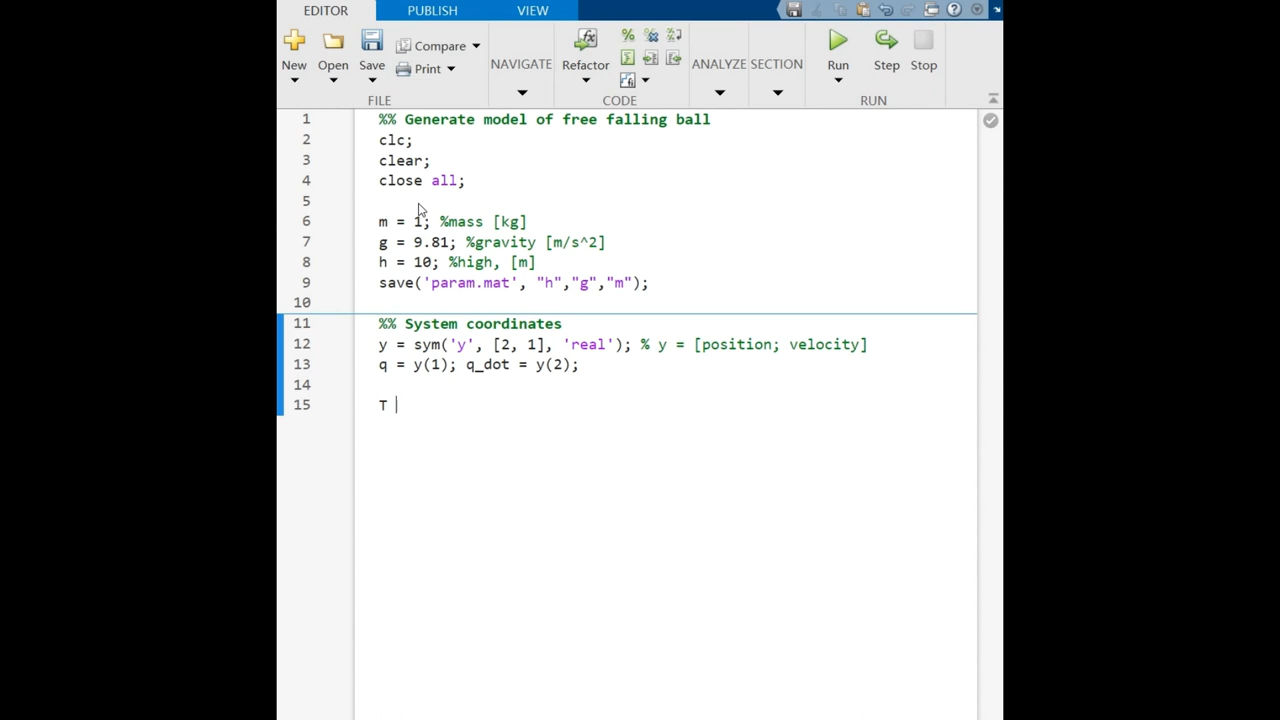 EDITOR PUBLISH VIEW
New Open Save Compare Print NAVIGATE Refactor ANALYZE SECTION Run Step Stop
FILE CODE RUN
1 %% Generate model of free falling ball
2 clc;
3 clear;
4 close all;
5
6 m = 1; %mass [kg]
7 g = 9.81; %gravity [m/s^2]
8 h = 10; %high, [m]
9 save('param.mat', "h","g","m");
10
11 %% System coordinates
12 y = sym('y', [2, 1], 'real'); % y = [position; velocity]
13 q = y(1); q_dot = y(2);
14
15 T